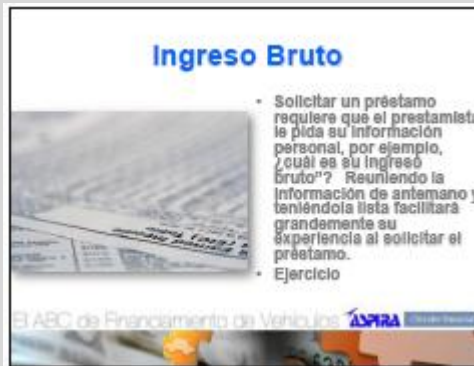 Ingreso Bruto
• Solicitar un préstamo
requiere que el prestamista
le pida su información
personal, por ejemplo,
¿cuál es su ingreso
bruto"? Reuniendo la
información de antemano y
teniéndola lista facilitará
grandemente su
experiencia al solicitar el
préstamo.
• Ejercicio
El ABC de Financiamiento de Vehículos ASPIRA